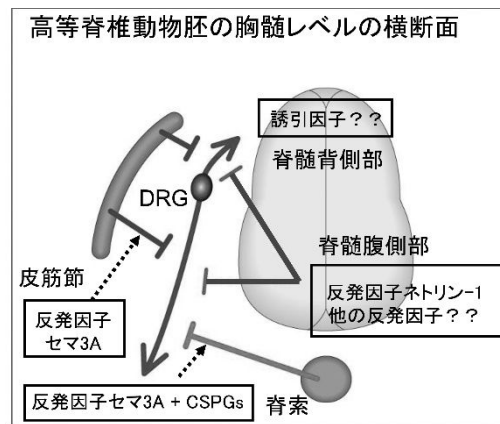 高等脊椎動物胚の胸髄レベルの横断面
誘引因子？？
脊髄背側部
DRG
脊髄腹側部
皮筋節
反発因子ネトリン-1
他の反発因子？？
反発因子
セマ3A
反発因子セマ3A + CSPGs
脊索